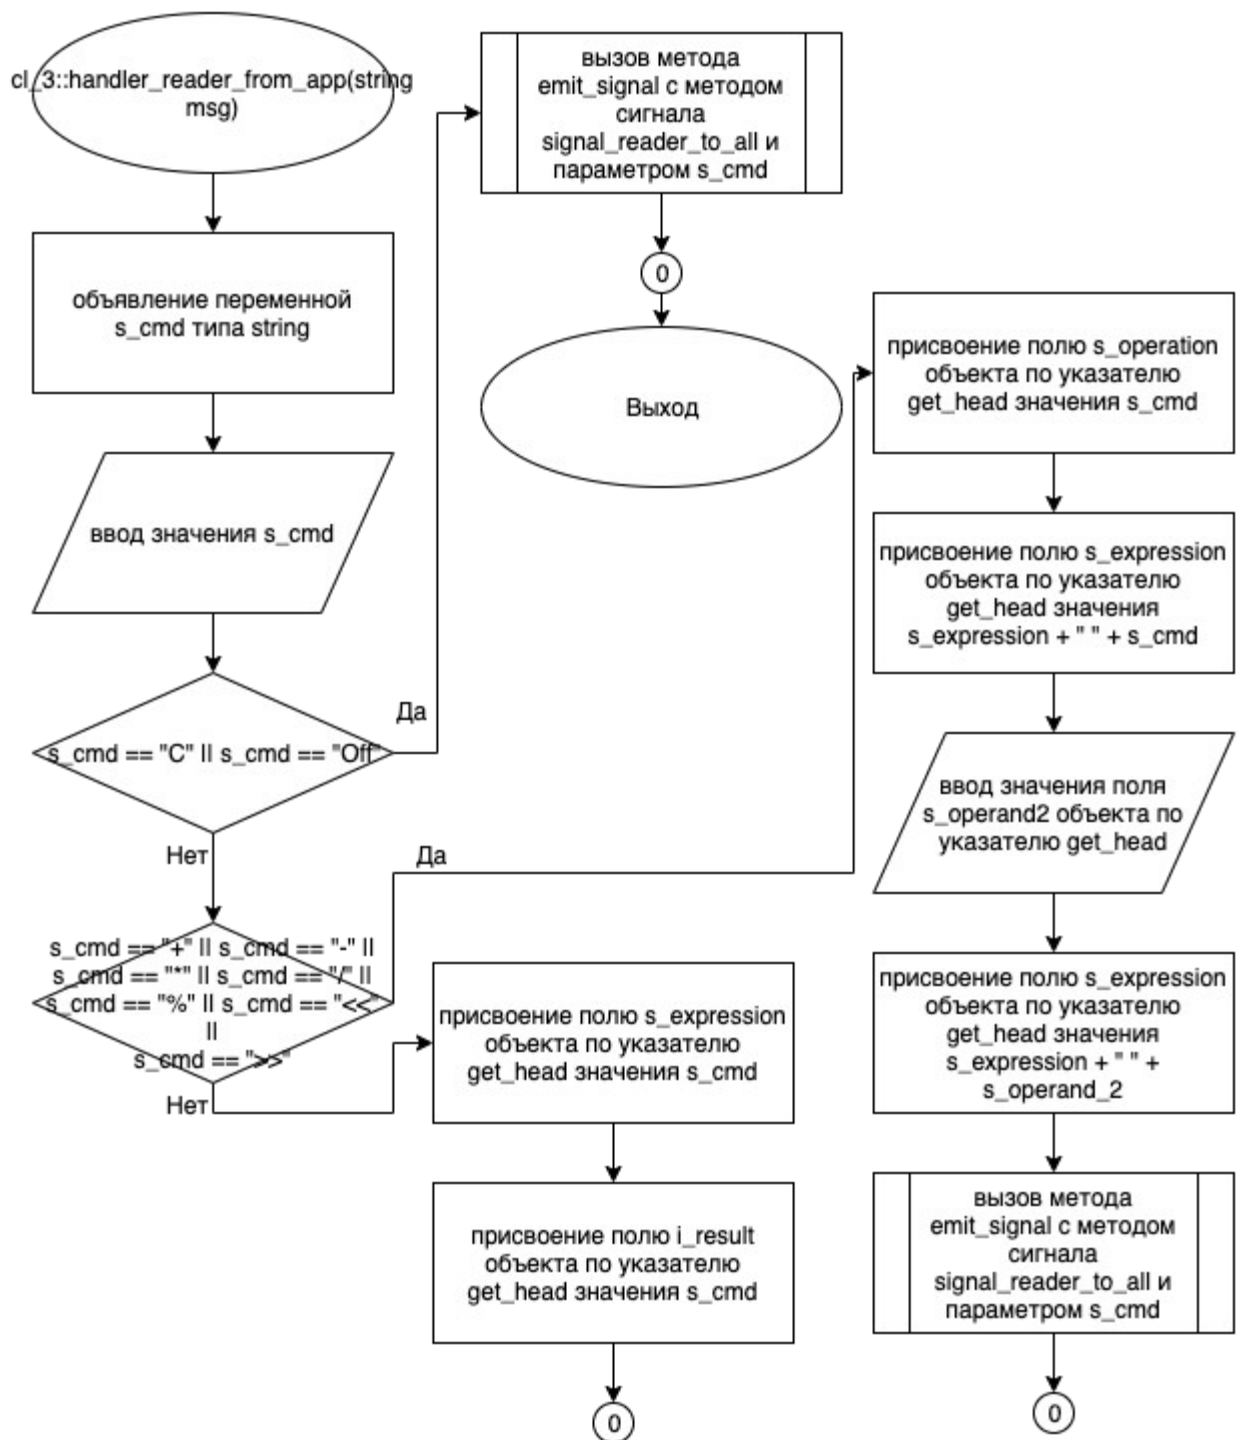 cl_3::handler_reader_from_app(string
msg)
объявление переменной
s_cmd типа string
ввод значения s_cmd
s_cmd == "C" || s_cmd == "Off"
Да
Нет
s_cmd == "+" || s_cmd == "-" ||
s_cmd == "*" || s_cmd == "/" ||
s_cmd == "%" || s_cmd == "<<"
||
s_cmd == ">>"
Да
Нет
вызов метода
emit_signal с методом
сигнала
signal_reader_to_all и
параметром s_cmd
0
Выход
присвоение полю s_expression
объекта по указателю
get_head значения s_cmd
присвоение полю i_result
объекта по указателю
get_head значения s_cmd
0
присвоение полю s_operation
объекта по указателю
get_head значения s_cmd
присвоение полю s_expression
объекта по указателю
get_head значения
s_expression + " " + s_cmd
ввод значения поля
s_operand2 объекта по
указателю get_head
присвоение полю s_expression
объекта по указателю
get_head значения
s_expression + " " +
s_operand_2
вызов метода
emit_signal с методом
сигнала
signal_reader_to_all и
параметром s_cmd
0